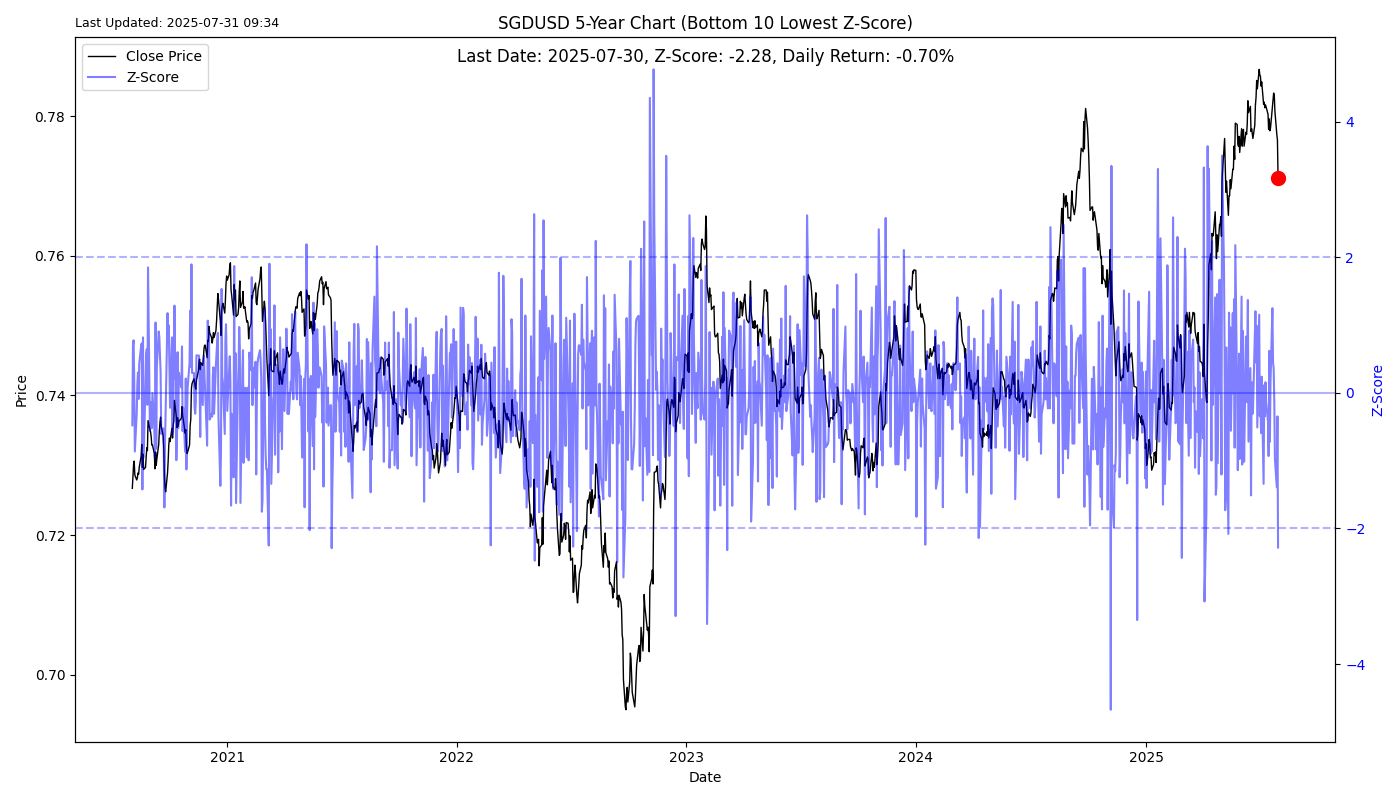 Last Updated: 2025-07-31 09:34
SGDUSD 5-Year Chart (Bottom 10 Lowest Z-Score)
Last Date: 2025-07-30, Z-Score: -2.28, Daily Return: -0.70%
Close Price
Z-Score
0.78
0.76
0.74
0.72
0.70
Price
4
2
0
−2
−4
Z-Score
2021
2022
2023
2024
2025
Date